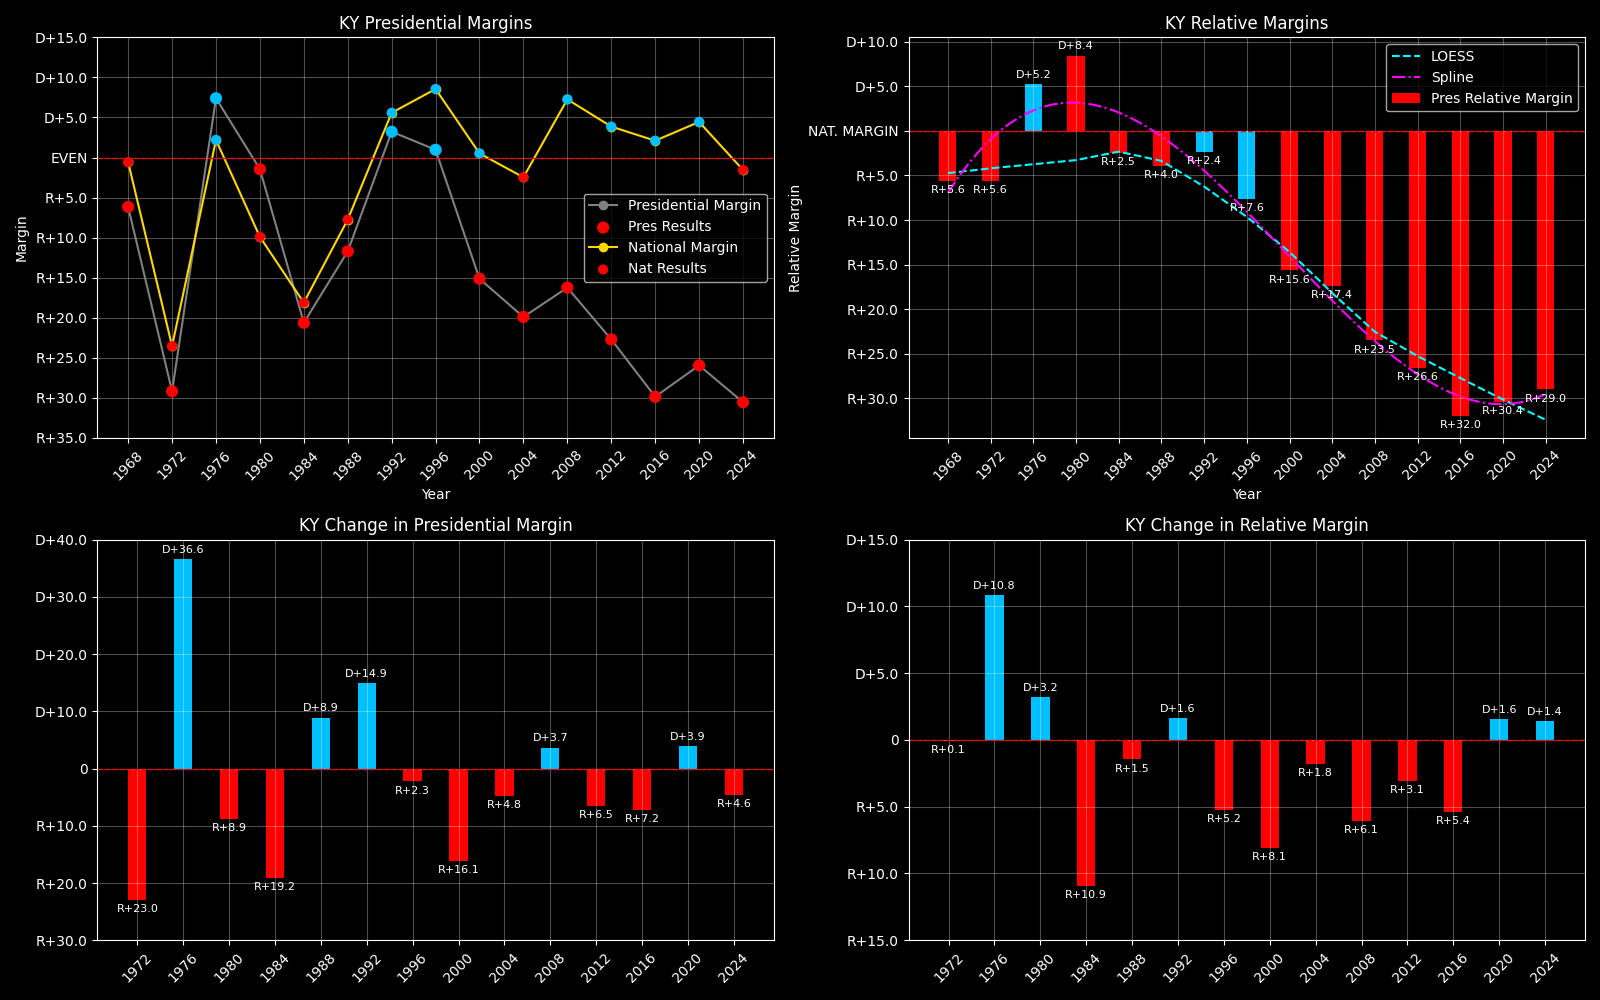 KY Presidential Margins
D+15.0
D+10.0
D+5.0
EVEN
R+5.0
R+10.0
R+15.0
R+20.0
R+25.0
R+30.0
R+35.0
Margin
Presidential Margin
Pres Results
National Margin
Nat Results
1968
1972
1976
1980
1984
1988
1992
1996
2000
2004
2008
2012
2016
2020
2024
Year
KY Relative Margins
D+10.0
D+5.0
NAT. MARGIN
R+5.0
R+10.0
R+15.0
R+20.0
R+25.0
R+30.0
Relative Margin
LOESS
Spline
Pres Relative Margin
R+5.6
R+5.6
D+5.2
D+8.4
R+2.5
R+4.0
R+2.4
R+7.6
R+15.6
R+17.4
R+23.5
R+26.6
R+32.0
R+30.4
R+29.0
1968
1972
1976
1980
1984
1988
1992
1996
2000
2004
2008
2012
2016
2020
2024
Year
KY Change in Presidential Margin
D+40.0
D+30.0
D+20.0
D+10.0
0
R+10.0
R+20.0
R+30.0
R+23.0
D+36.6
R+8.9
R+19.2
D+8.9
D+14.9
R+2.3
R+16.1
R+4.8
D+3.7
R+6.5
R+7.2
D+3.9
R+4.6
1972
1976
1980
1984
1988
1992
1996
2000
2004
2008
2012
2016
2020
2024
KY Change in Relative Margin
D+15.0
D+10.0
D+5.0
0
R+5.0
R+10.0
R+15.0
R+0.1
D+10.8
D+3.2
R+10.9
R+1.5
D+1.6
R+5.2
R+8.1
R+1.8
R+6.1
R+3.1
R+5.4
D+1.6
D+1.4
1972
1976
1980
1984
1988
1992
1996
2000
2004
2008
2012
2016
2020
2024